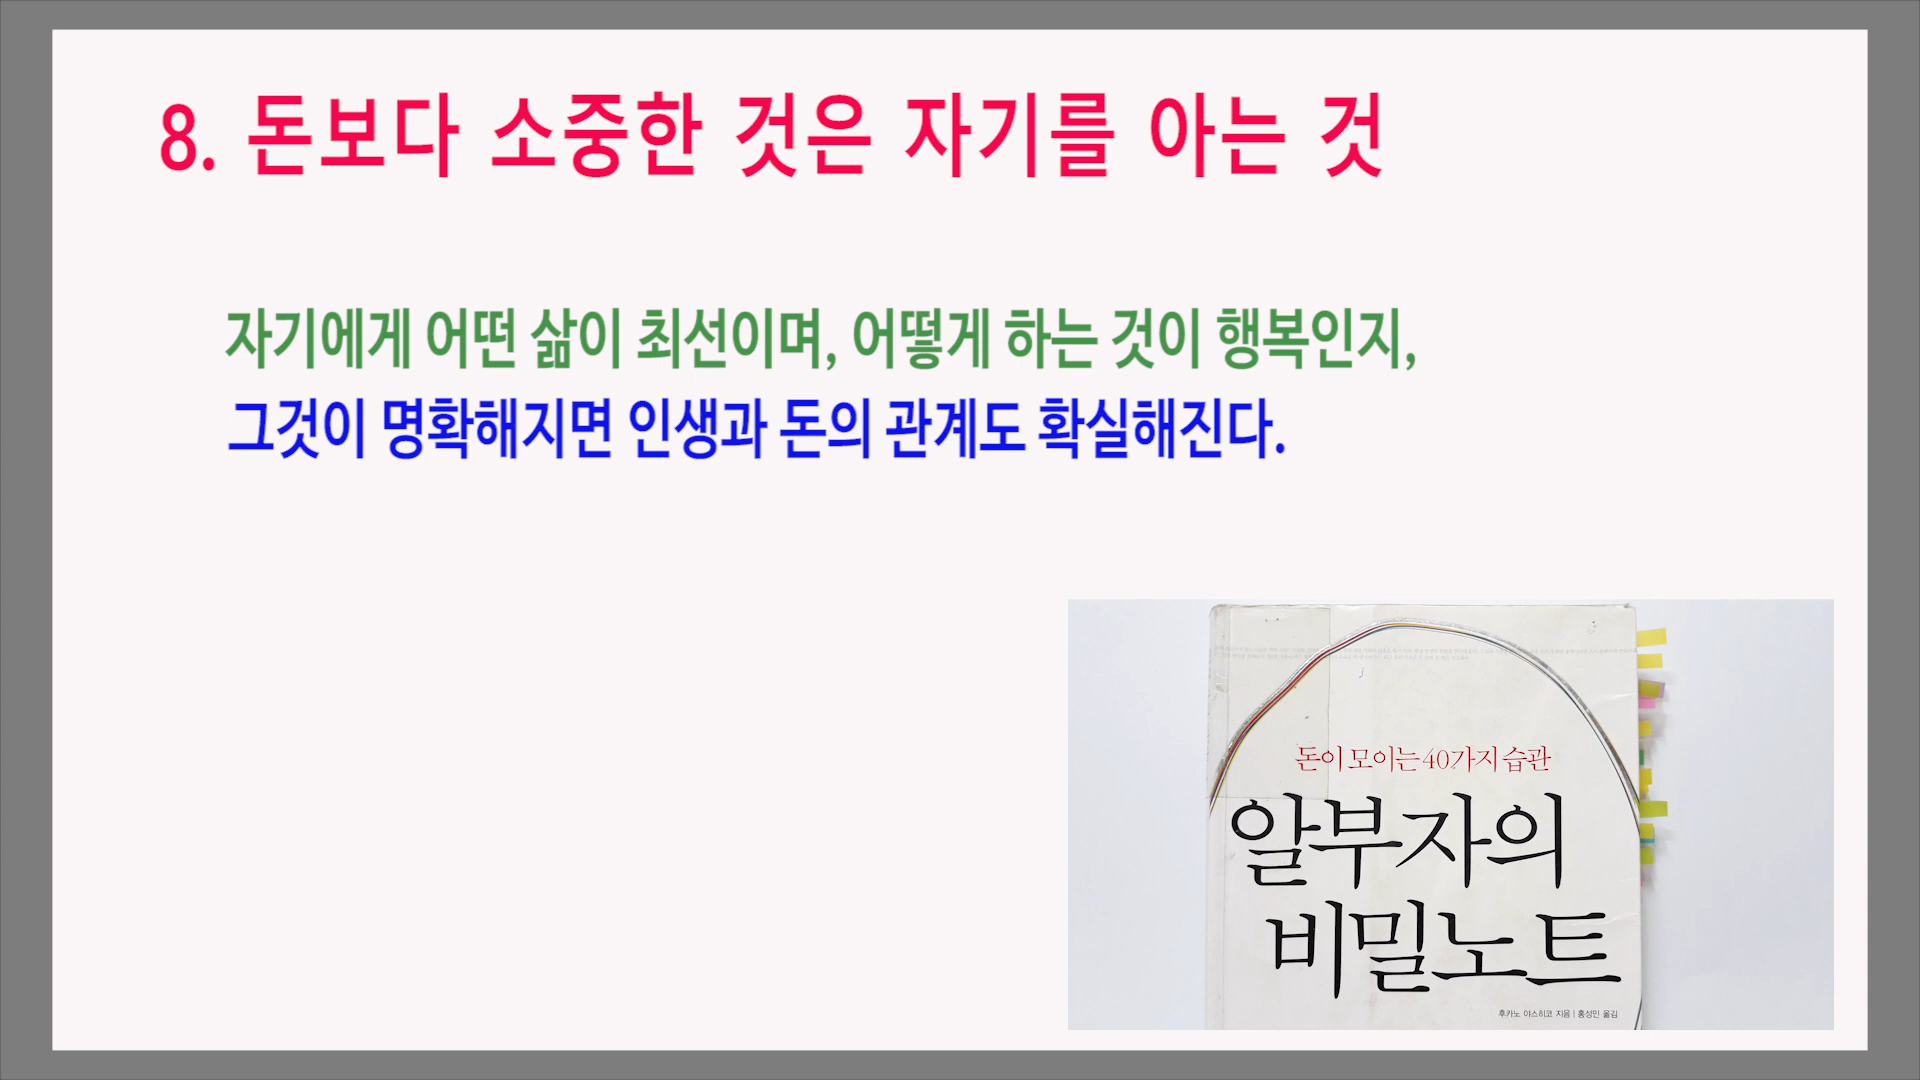 8. 돈보다 소중한 것은 자기를 아는 것
자기에게 어떤 삶이 최선이며, 어떻게 하는 것이 행복인지,
그것이 명확해지면 인생과 돈의 관계도 확실해진다.
돈이 모이는 40가지 습관
알부자의
비밀노트
후카노 야스히코 지음 | 홍성민 옮김